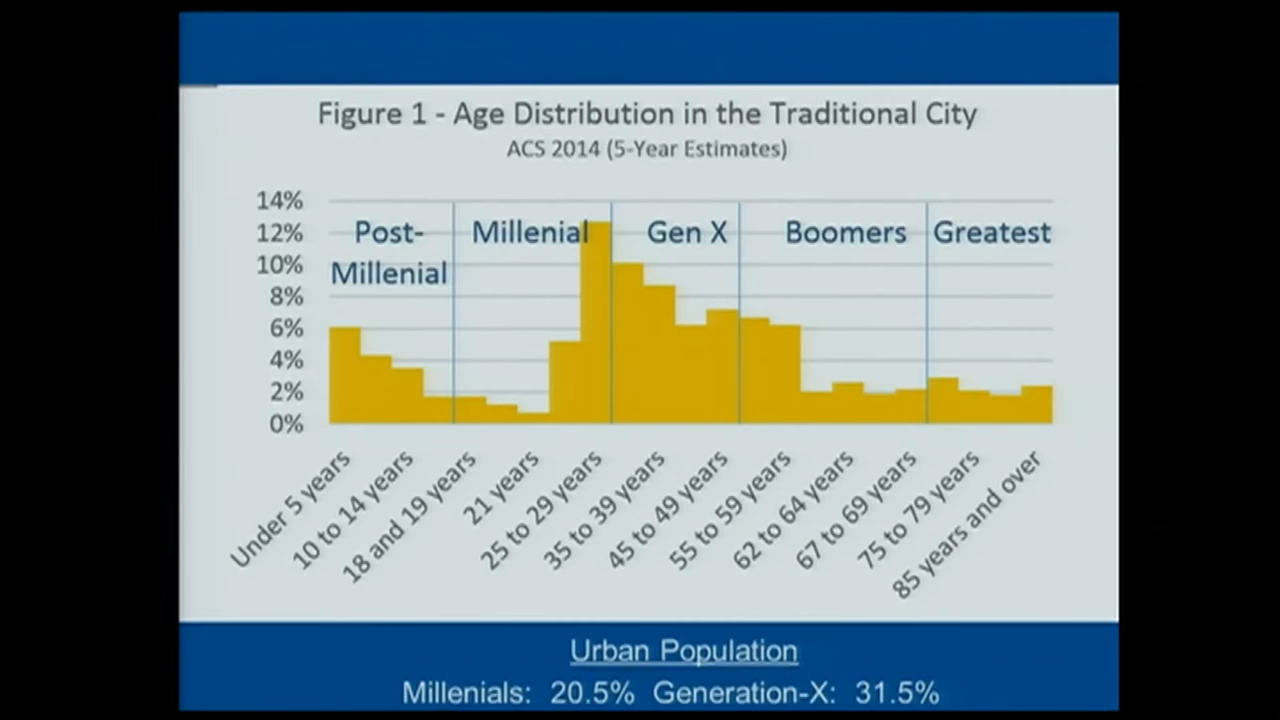 Figure 1 - Age Distribution in the Traditional City
ACS 2014 (5-Year Estimates)
14%
12%
10%
8%
6%
4%
2%
0%
Post-
Millenial
Millenial
Gen X
Boomers
Greatest
Under 5 years
10 to 14 years
18 and 19 years
21 years
25 to 29 years
35 to 39 years
45 to 49 years
55 to 59 years
62 to 64 years
67 to 69 years
75 to 79 years
85 years and over
Urban Population
Millenials: 20.5% Generation-X: 31.5%